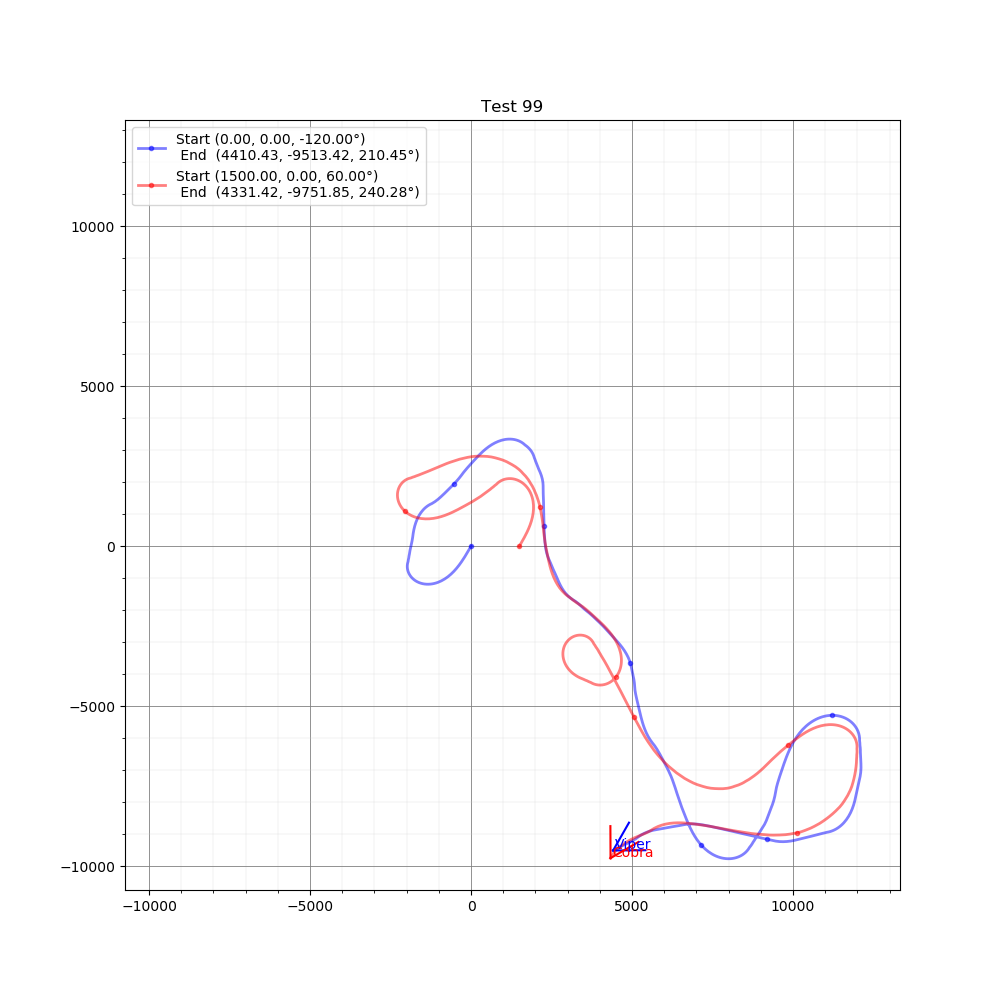 Test 99
Start (0.00, 0.00, -120.00°)
End  (4410.43, -9513.42, 210.45°)
Start (1500.00, 0.00, 60.00°)
End  (4331.42, -9751.85, 240.28°)
10000
5000
0
−5000
−10000
Viper
Cobra
−10000 −5000 0 5000 10000